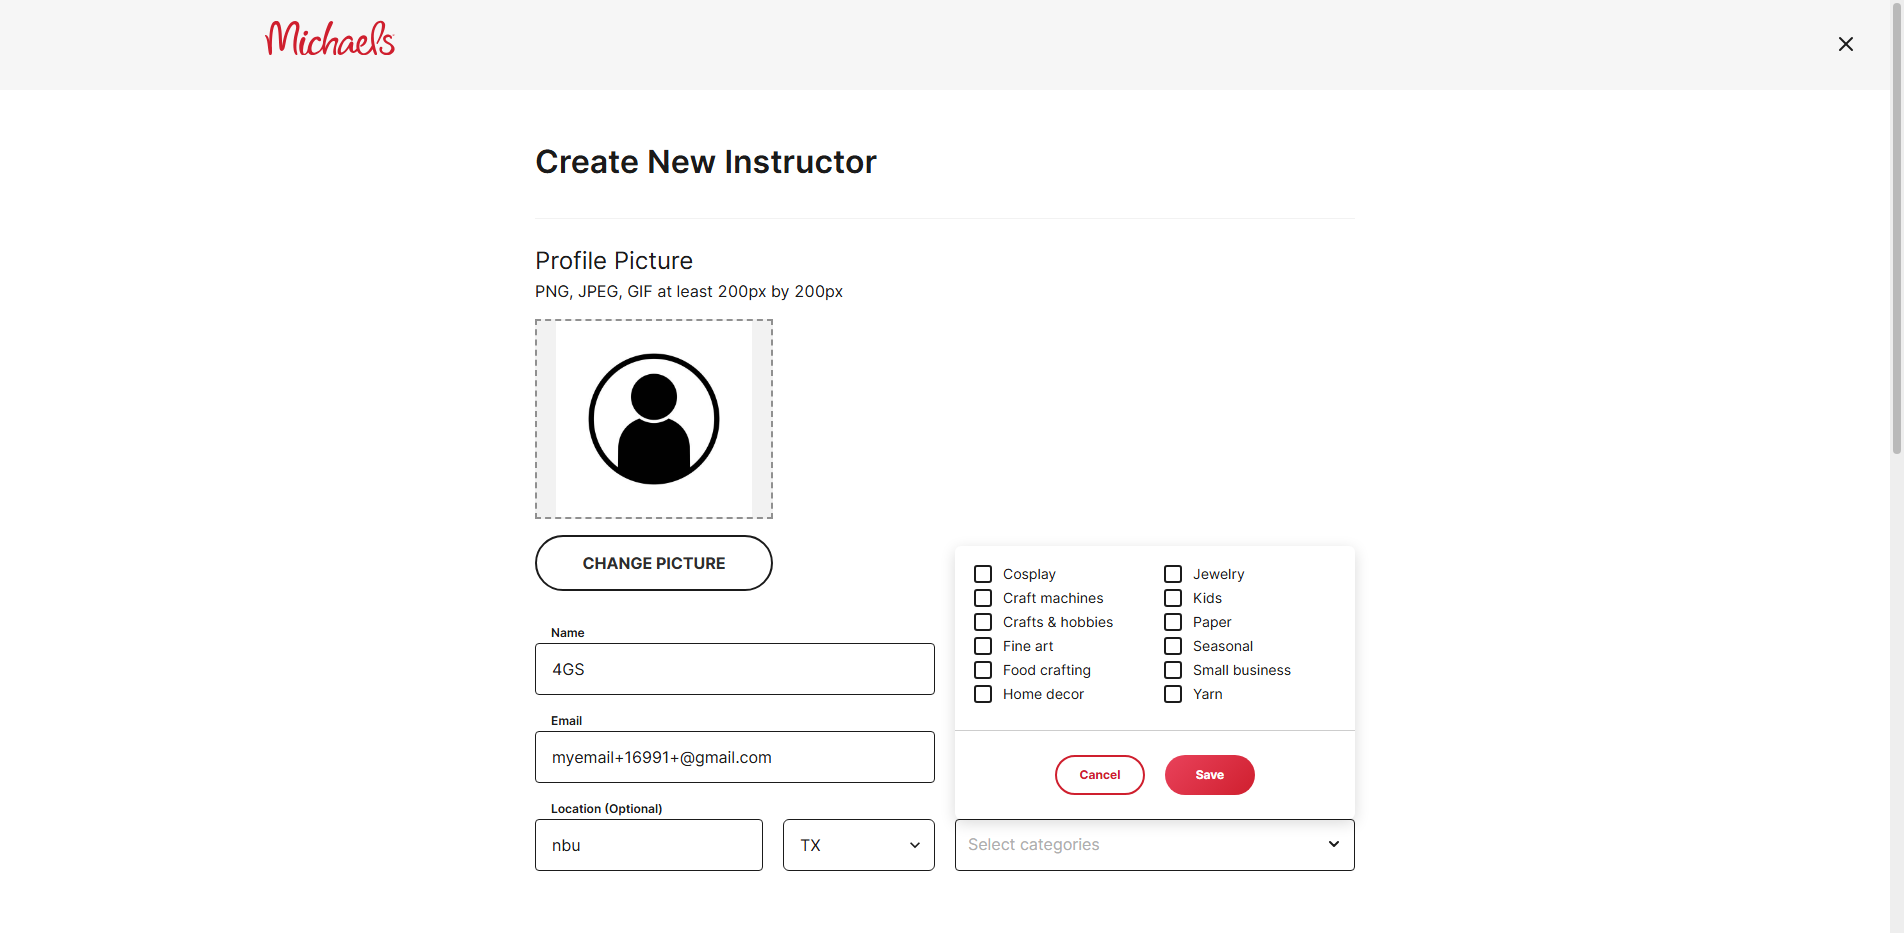 Michaels
Create New Instructor
Profile Picture
PNG, JPEG, GIF at least 200px by 200px
CHANGE PICTURE
Name
4GS
Email
myemail+16991+@gmail.com
Location (Optional)
nbu
TX
Cosplay
Craft machines
Crafts & hobbies
Fine art
Food crafting
Home decor
Jewelry
Kids
Paper
Seasonal
Small business
Yarn
Cancel
Save
Select categories